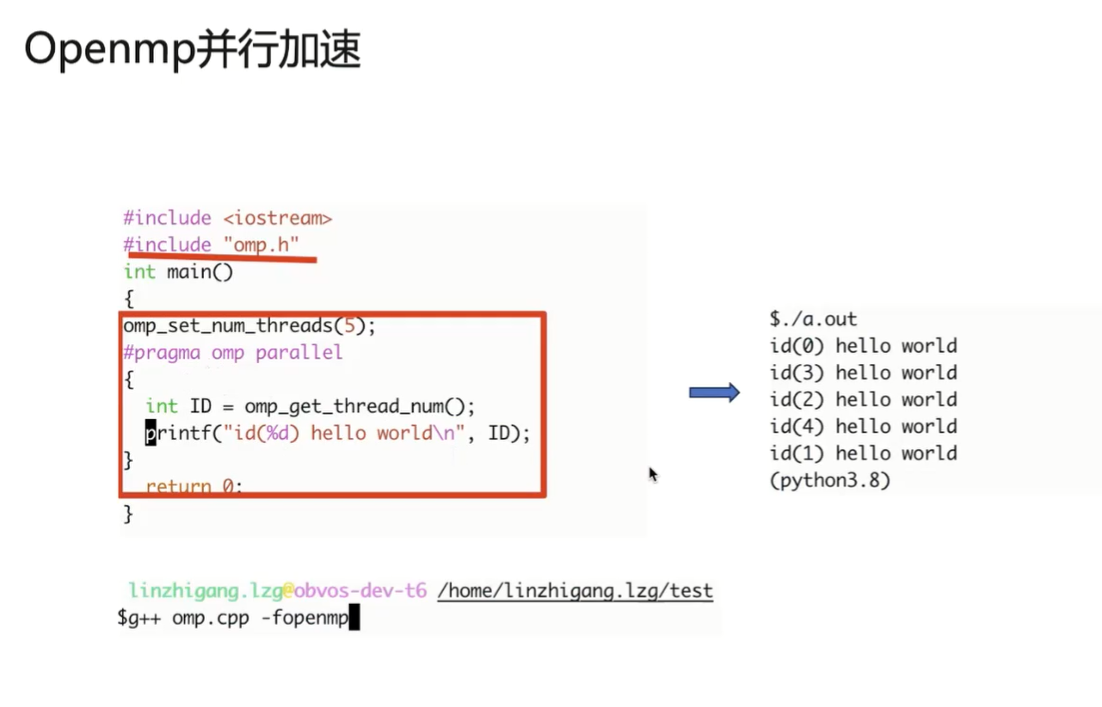 Openmp并行加速
#include <iostream>
#include "omp.h"
int main()
{
omp_set_num_threads(5);
#pragma omp parallel
{
int ID = omp_get_thread_num();
printf("id(%d) hello world\n", ID);
}
return 0;
}
$./a.out
id(0) hello world
id(3) hello world
id(2) hello world
id(4) hello world
id(1) hello world
(python3.8)
linzhigang.lzg@obvos-dev-t6 /home/linzhigang.lzg/test
$g++ omp.cpp -fopenmp